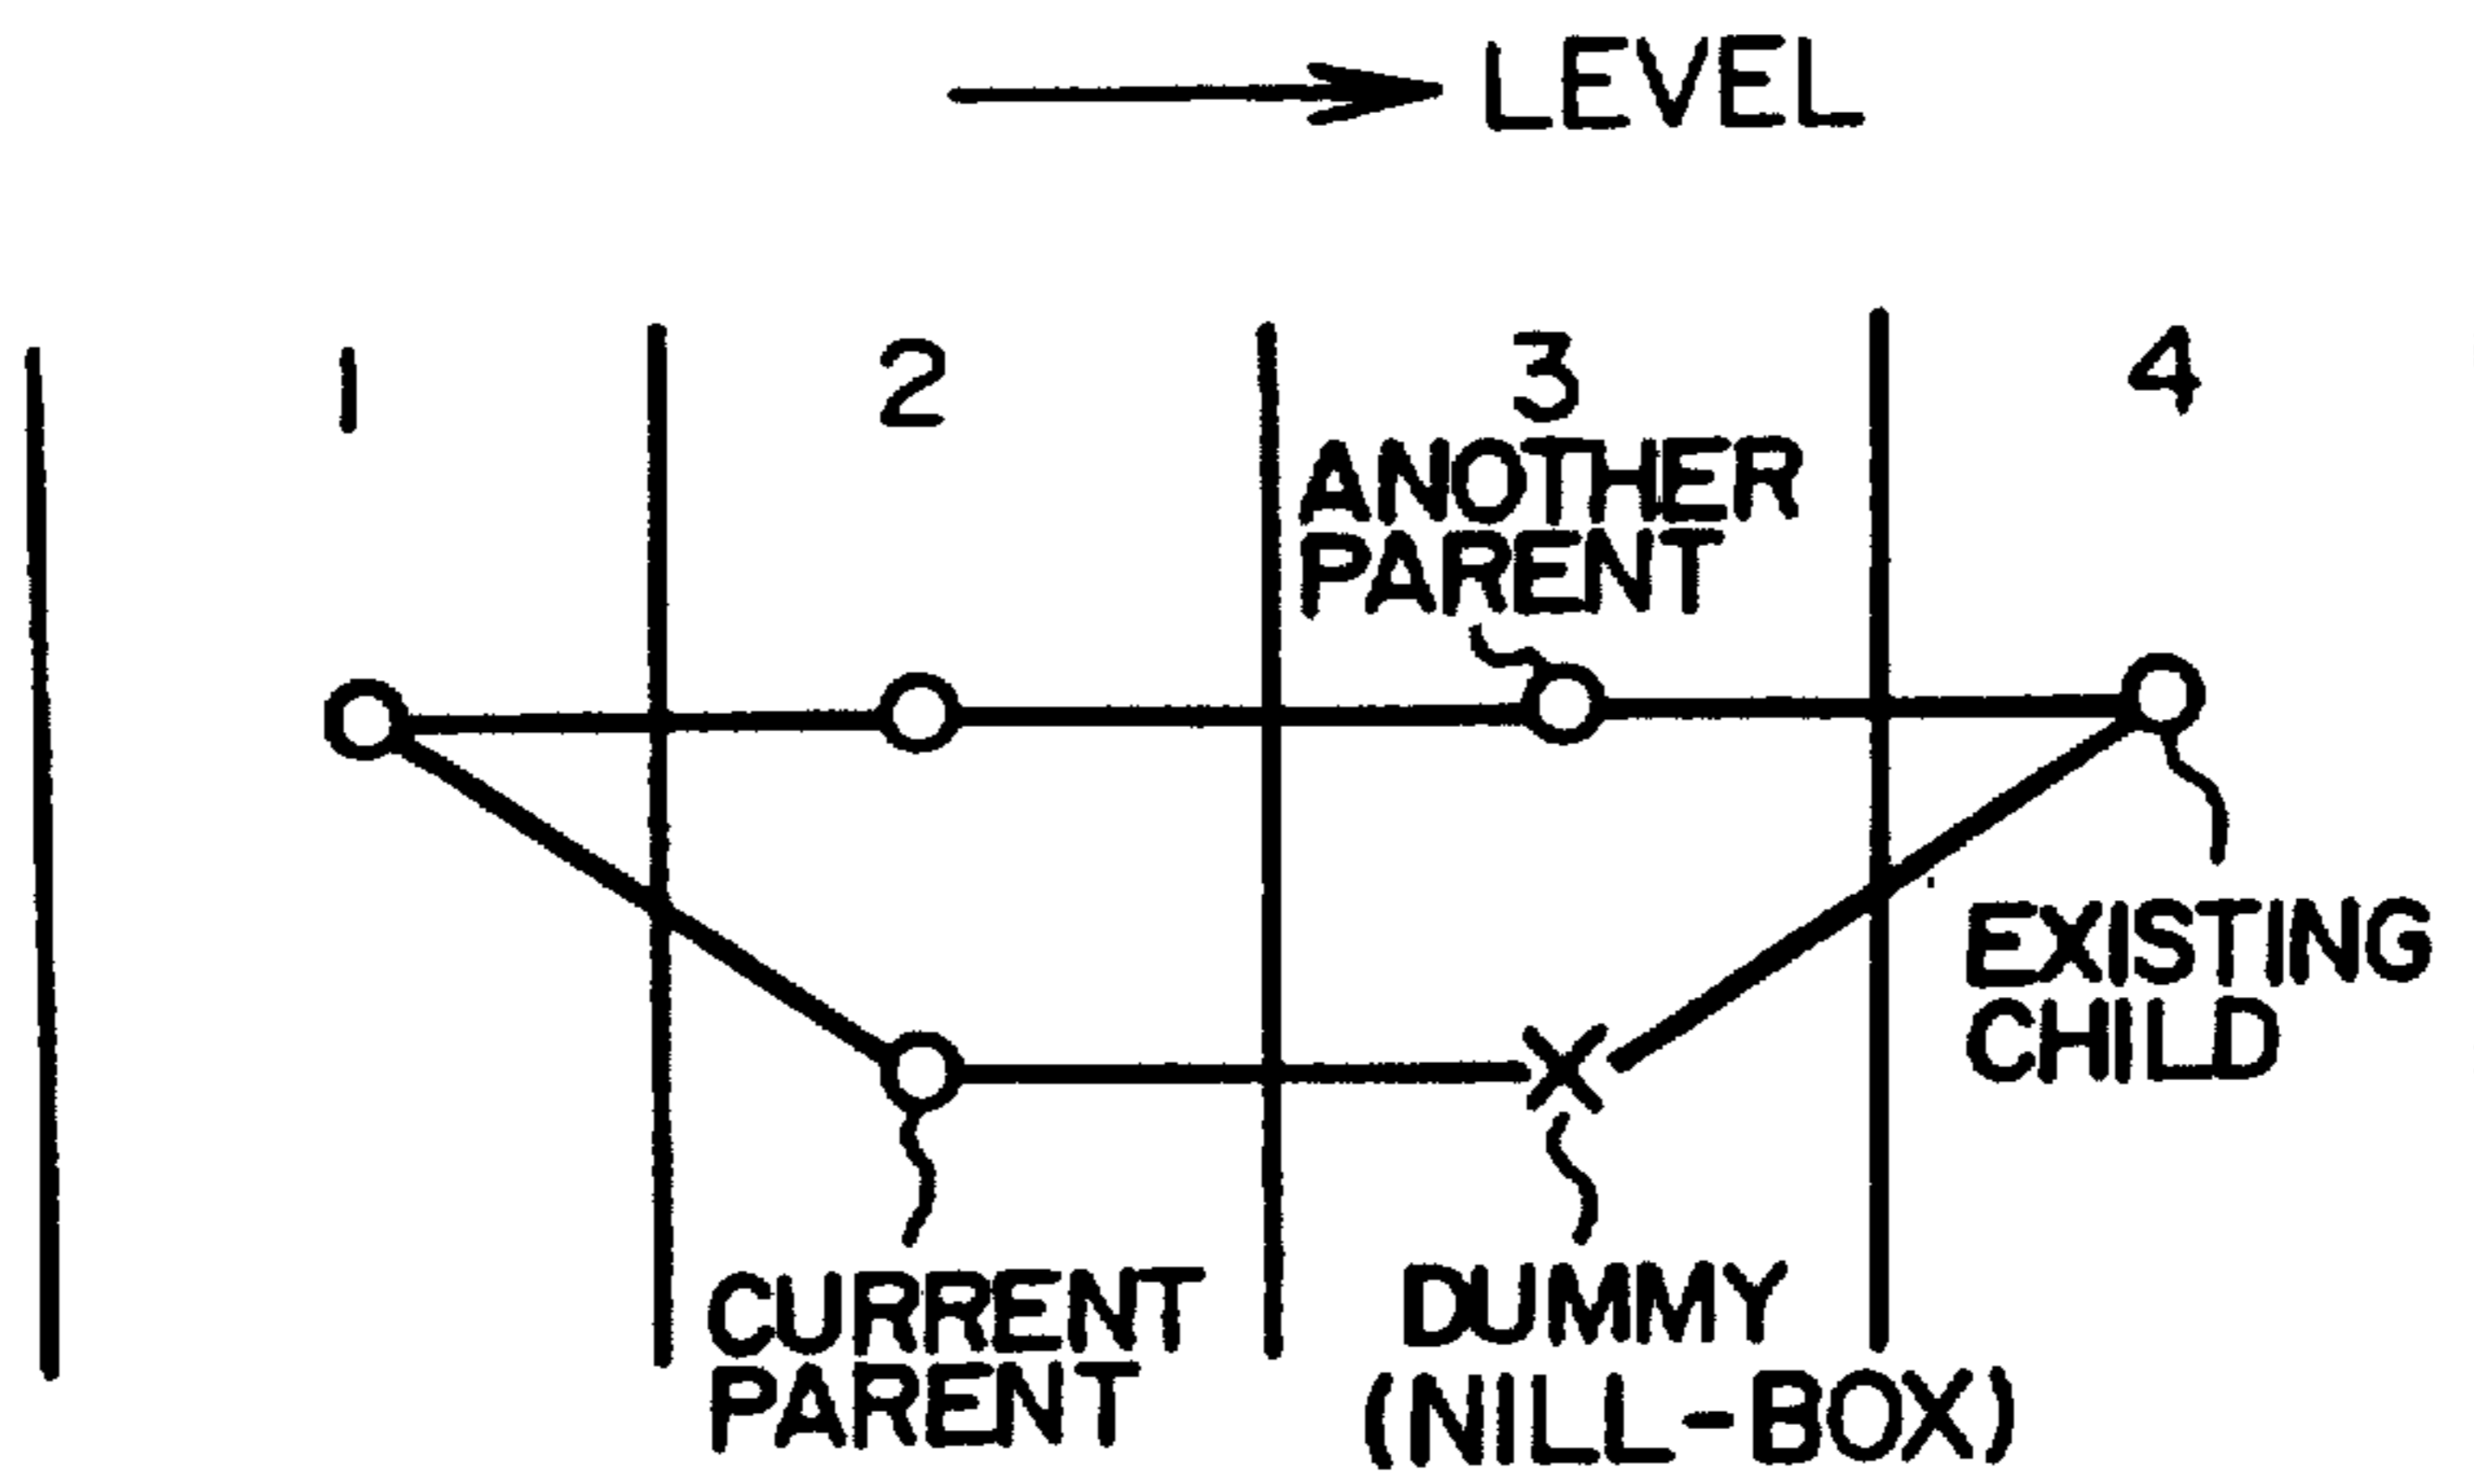 LEVEL
1 2 3 4
ANOTHER
PARENT
EXISTING
CHILD
CURRENT
PARENT
DUMMY
(NILL-BOX)